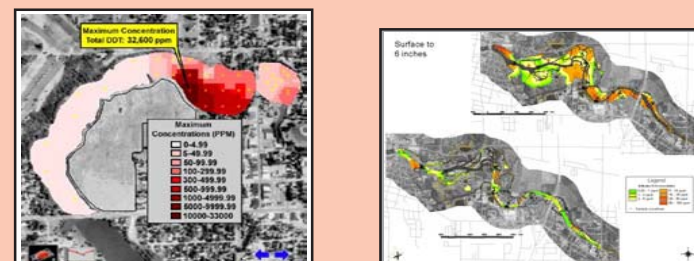 Maximum Concentration
Total DDT: 32,600 ppm
Maximum
Concentrations (PPM)
0-4.99
5-49.99
50-99.99
100-299.99
300-499.99
500-999.99
1000-4999.99
5000-9999.99
10000-33000
Surface to
6 inches
Legend